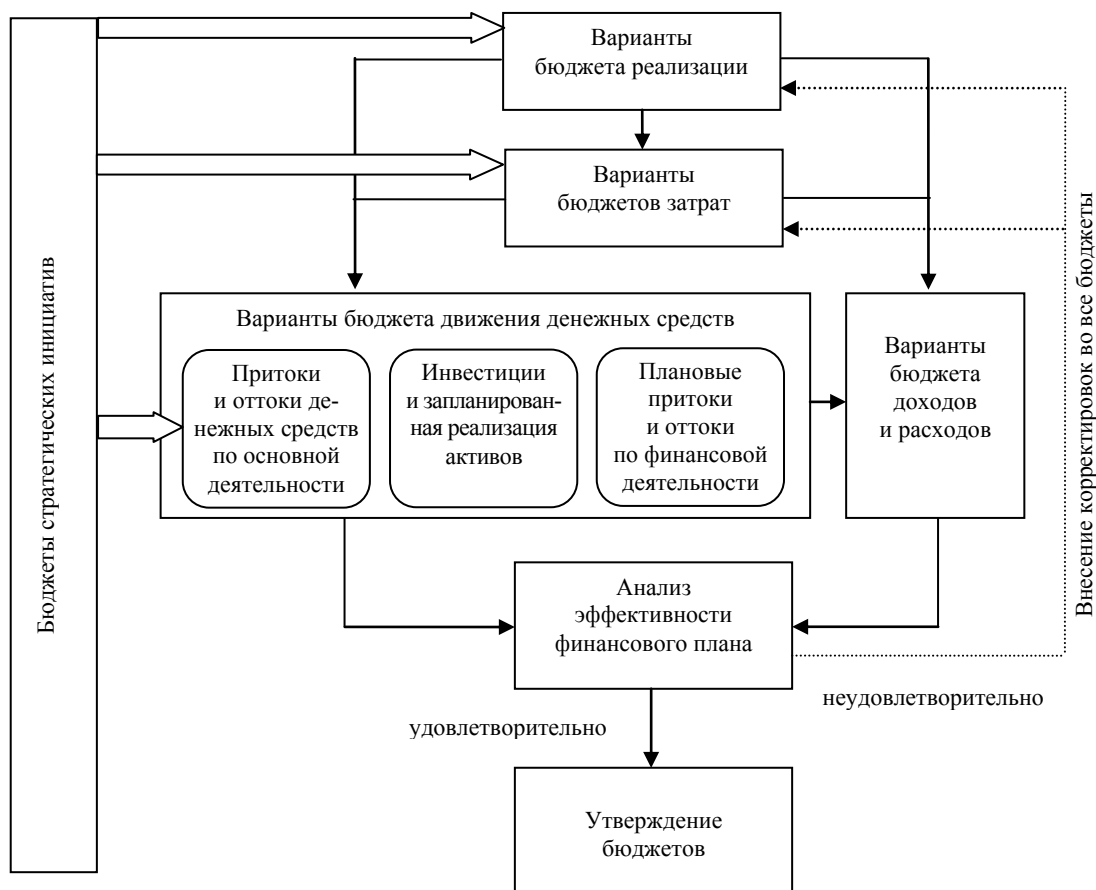 Бюджеты стратегических инициатив
Варианты
бюджета реализации
Варианты
бюджетов затрат
Варианты бюджета движения денежных средств
Притоки
и оттоки де-
нежных средств
по основной
деятельности
Инвестиции
и запланирован-
ная реализация
активов
Плановые
притоки
и оттоки
по финансовой
деятельности
Варианты
бюджета
доходов
и расходов
Внесение корректировок во все бюджеты
Анализ
эффективности
финансового плана
неудовлетворительно
удовлетворительно
Утверждение
бюджетов